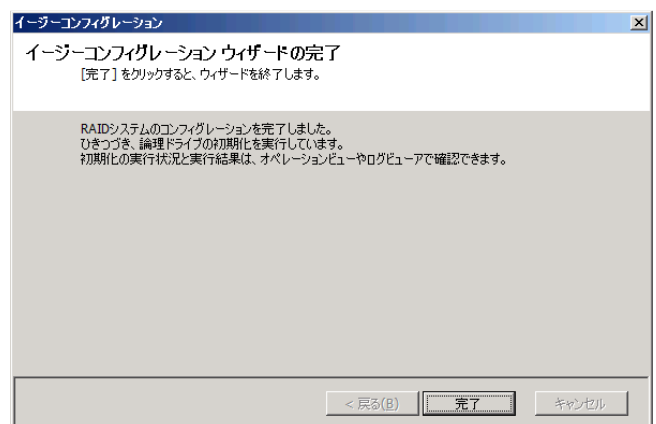 イージーコンフィグレーション
イージーコンフィグレーション ウィザードの完了
[完了] をクリックすると、ウィザードを終了します。
RAIDシステムのコンフィグレーションを完了しました。
ひきつづき、論理ドライブの初期化を実行しています。
初期化の実行状況と実行結果は、オペレーションビューやログビューアで確認できます。
< 戻る(B)
完了
キャンセル